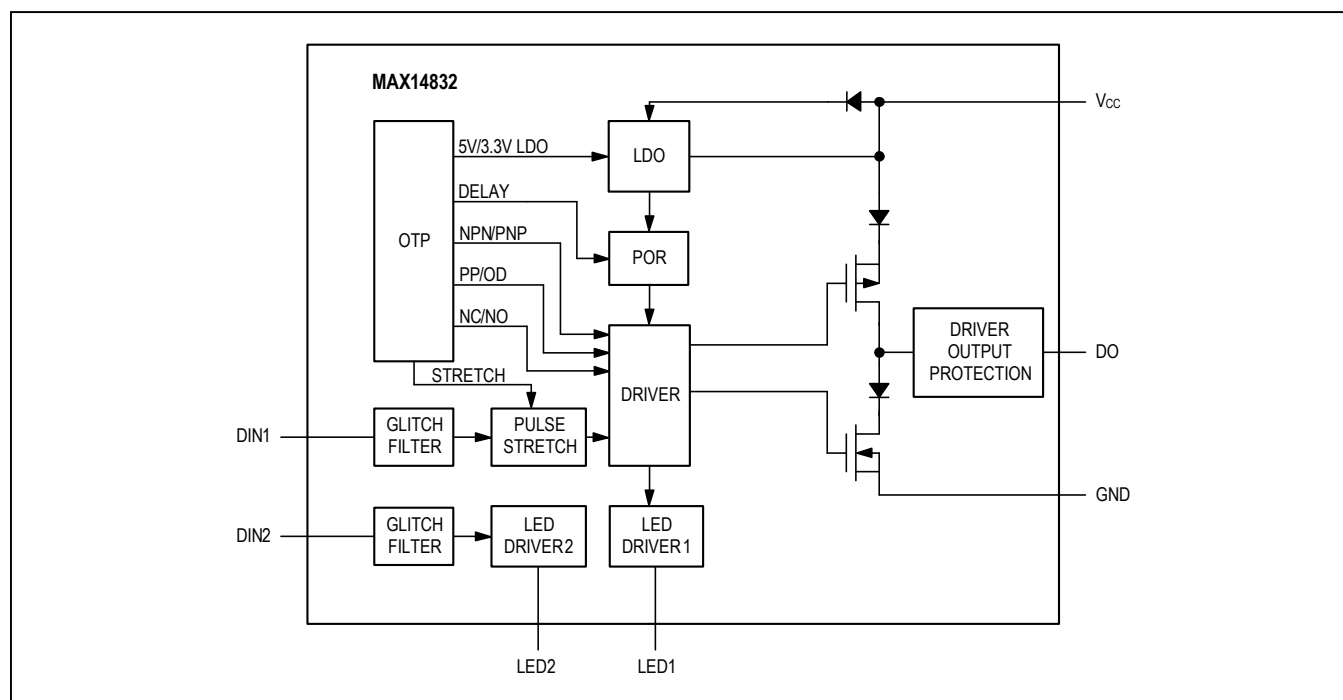 MAX14832
VCC
5V/3.3V LDO
LDO
DELAY
OTP
NPN/PNP
POR
PP/OD
NC/NO
DRIVER
OUTPUT
PROTECTION
DO
STRETCH
DRIVER
DIN1
GLITCH
FILTER
PULSE
STRETCH
GND
DIN2
GLITCH
FILTER
LED
DRIVER2
LED
DRIVER1
LED2
LED1